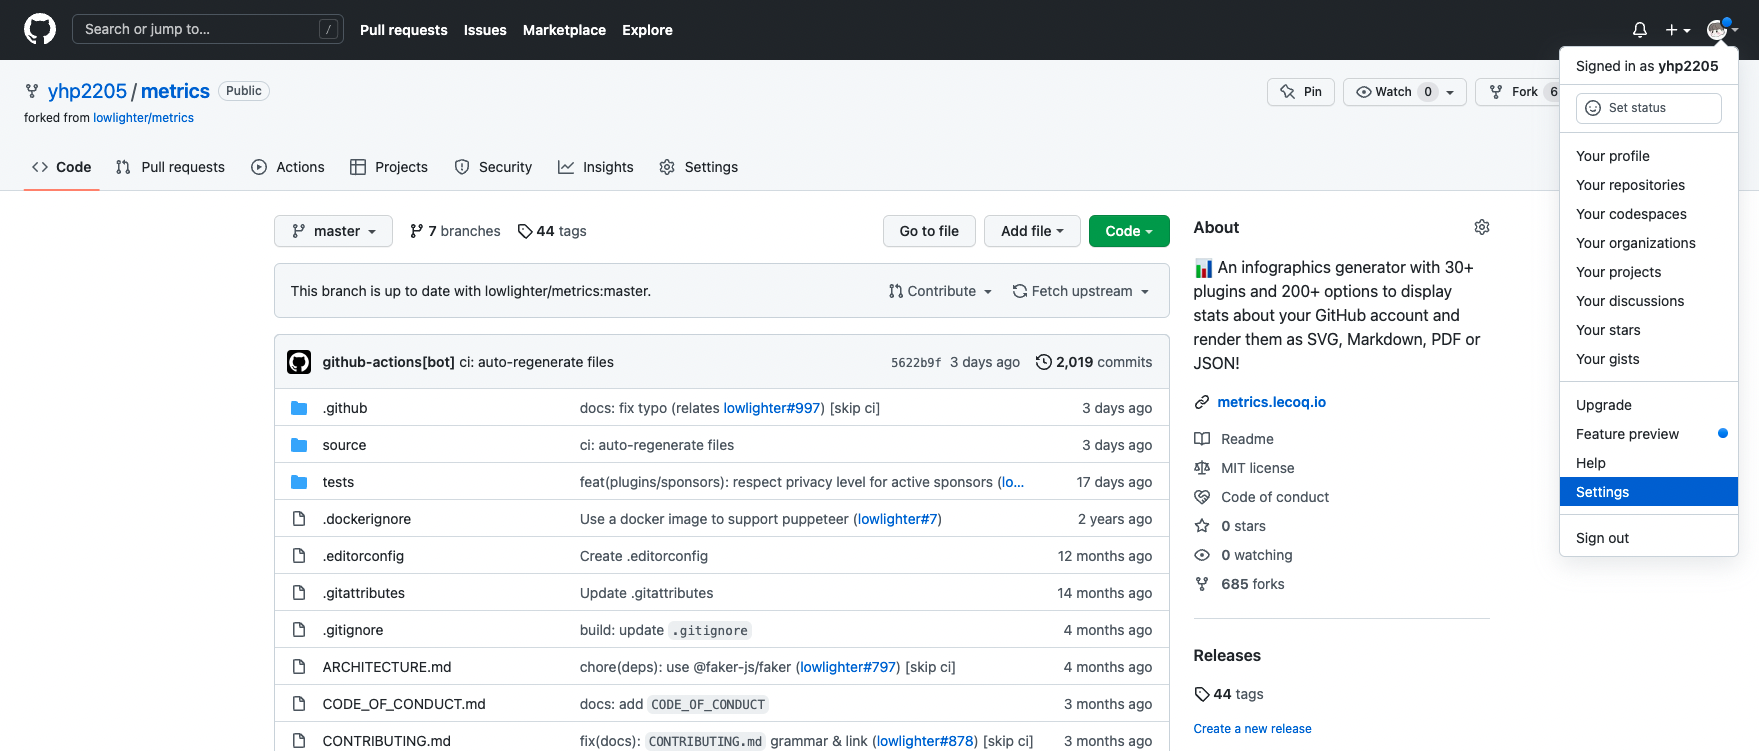 Search or jump to...
/
Pull requests
Issues
Marketplace
Explore
yhp2205 / metrics
Public
forked from lowlighter/metrics
Pin
Watch 0
Fork
Code
Pull requests
Actions
Projects
Security
Insights
Settings
master
7 branches
44 tags
Go to file
Add file
Code
This branch is up to date with lowlighter/metrics:master.
Contribute
Fetch upstream
github-actions[bot] ci: auto-regenerate files
5622b9f 3 days ago
2,019 commits
.github
docs: fix typo (relates lowlighter#997) [skip ci]
3 days ago
source
ci: auto-regenerate files
3 days ago
tests
feat(plugins/sponsors): respect privacy level for active sponsors (lo...
17 days ago
.dockerignore
Use a docker image to support puppeteer (lowlighter#7)
2 years ago
.editorconfig
Create .editorconfig
12 months ago
.gitattributes
Update .gitattributes
14 months ago
.gitignore
build: update .gitignore
4 months ago
ARCHITECTURE.md
chore(deps): use @faker-js/faker (lowlighter#797) [skip ci]
4 months ago
CODE_OF_CONDUCT.md
docs: add CODE_OF_CONDUCT
3 months ago
CONTRIBUTING.md
fix(docs): CONTRIBUTING.md grammar & link (lowlighter#878) [skip ci]
3 months ago
About
📊 An infographics generator with 30+
plugins and 200+ options to display
stats about your GitHub account and
render them as SVG, Markdown, PDF or
JSON!
metrics.lecoq.io
Readme
MIT license
Code of conduct
0 stars
0 watching
685 forks
Releases
44 tags
Create a new release
Signed in as yhp2205
Set status
Your profile
Your repositories
Your codespaces
Your organizations
Your projects
Your discussions
Your stars
Your gists
Upgrade
Feature preview
Help
Settings
Sign out